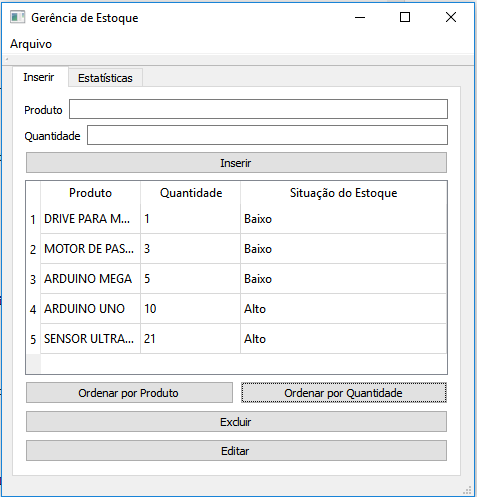 Gerência de Estoque
Arquivo
Inserir Estatísticas
Produto
Quantidade
Inserir
Produto Quantidade Situação do Estoque
1 DRIVE PARA M... 1 Baixo
2 MOTOR DE PAS... 3 Baixo
3 ARDUINO MEGA 5 Baixo
4 ARDUINO UNO 10 Alto
5 SENSOR ULTRA... 21 Alto
Ordenar por Produto Ordenar por Quantidade
Excluir
Editar